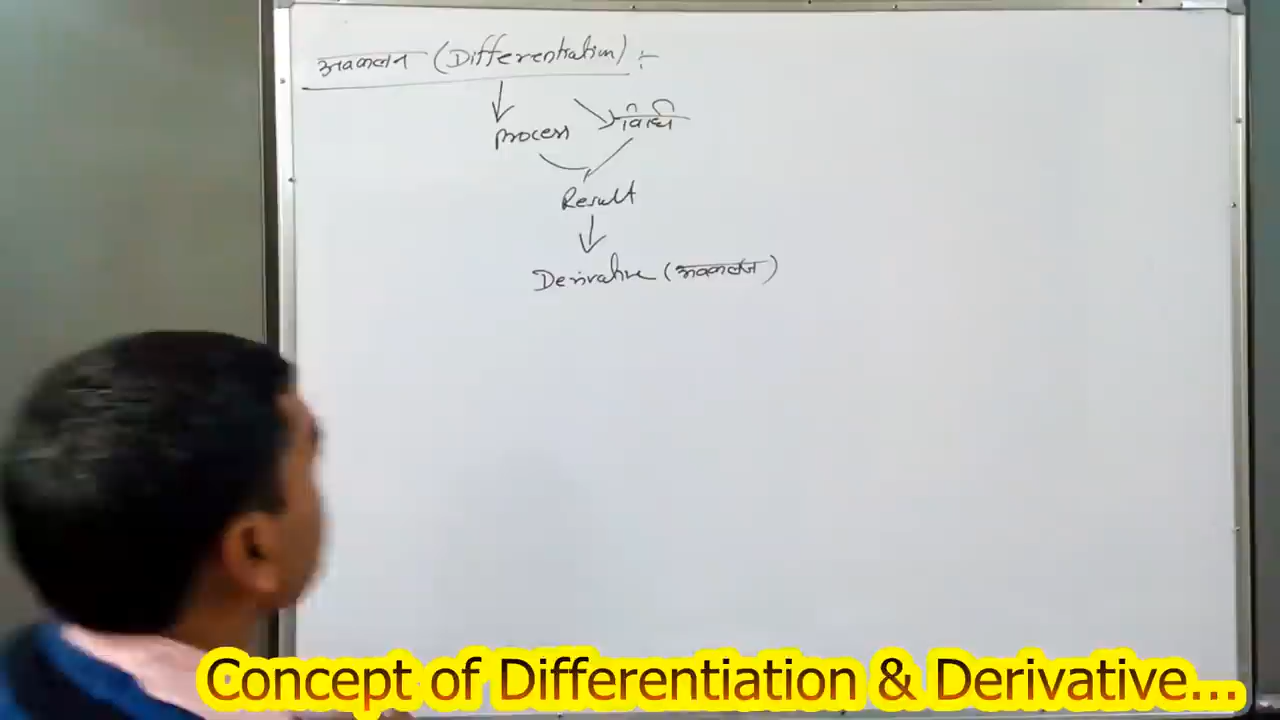 अवकलन (Differentiation) :-
Process विधि
Result
Derivative (अवकलज)
Concept of Differentiation & Derivative...